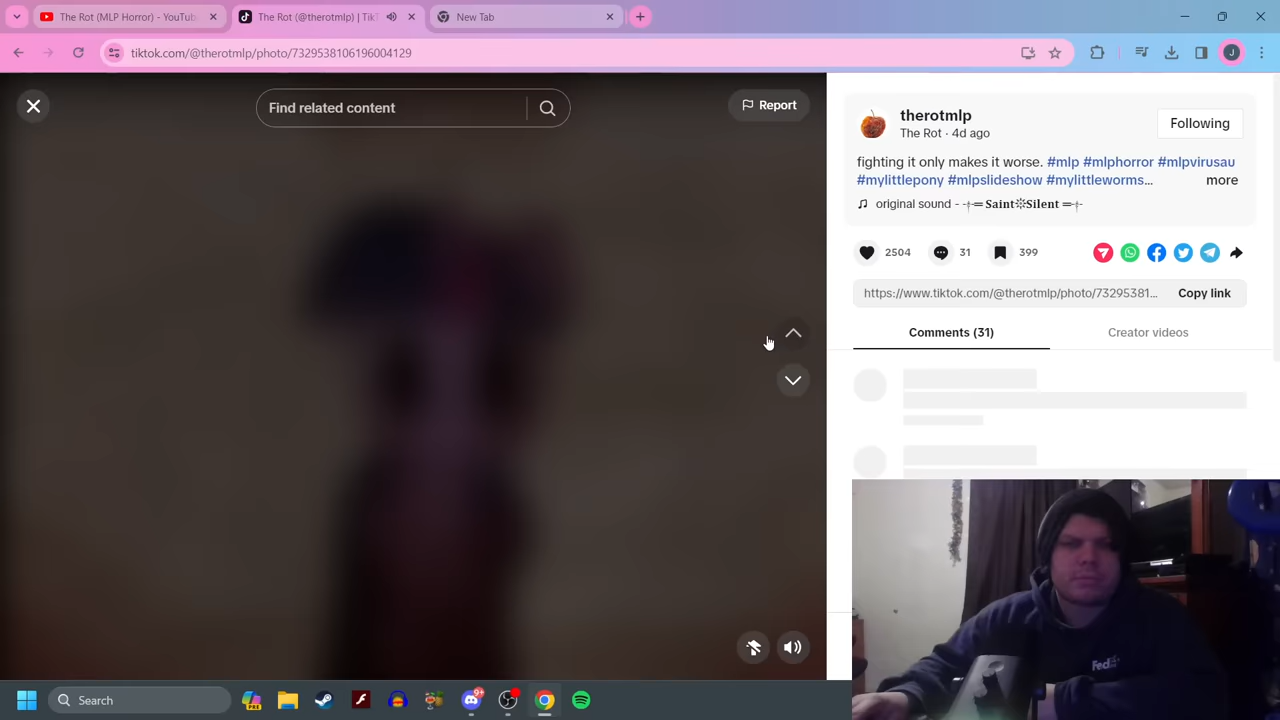 The Rot (MLP Horror) - YouTub
The Rot (@therotmlp) | Tik
New Tab
tiktok.com/@therotmlp/photo/7329538106196004129
J
Find related content
Report
therotmlp
The Rot · 4d ago
Following
fighting it only makes it worse. #mlp #mlphorror #mlpvirusau
#mylittlepony #mlpslideshow #mylittleworms...
more
original sound - -†-═ 𝐒𝐚𝐢𝐧𝐭፠𝐒𝐢𝐥𝐞𝐧𝐭 ═-†-
2504
31
399
https://www.tiktok.com/@therotmlp/photo/73295381...
Copy link
Comments (31)
Creator videos
FedEx
Search
PRE
9+